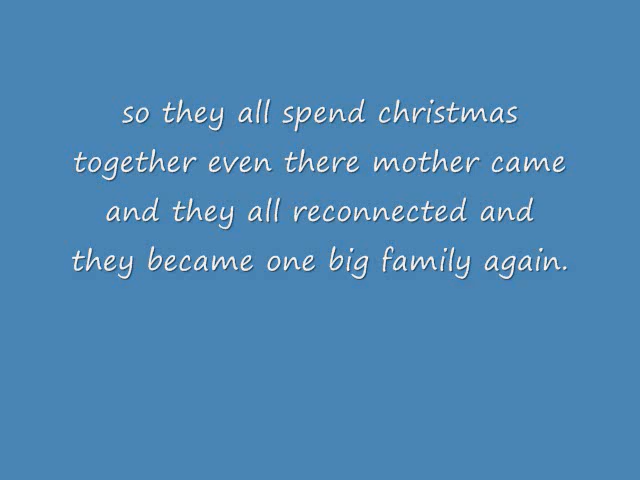 so they all spend christmas
together even there mother came
and they all reconnected and
they became one big family again.